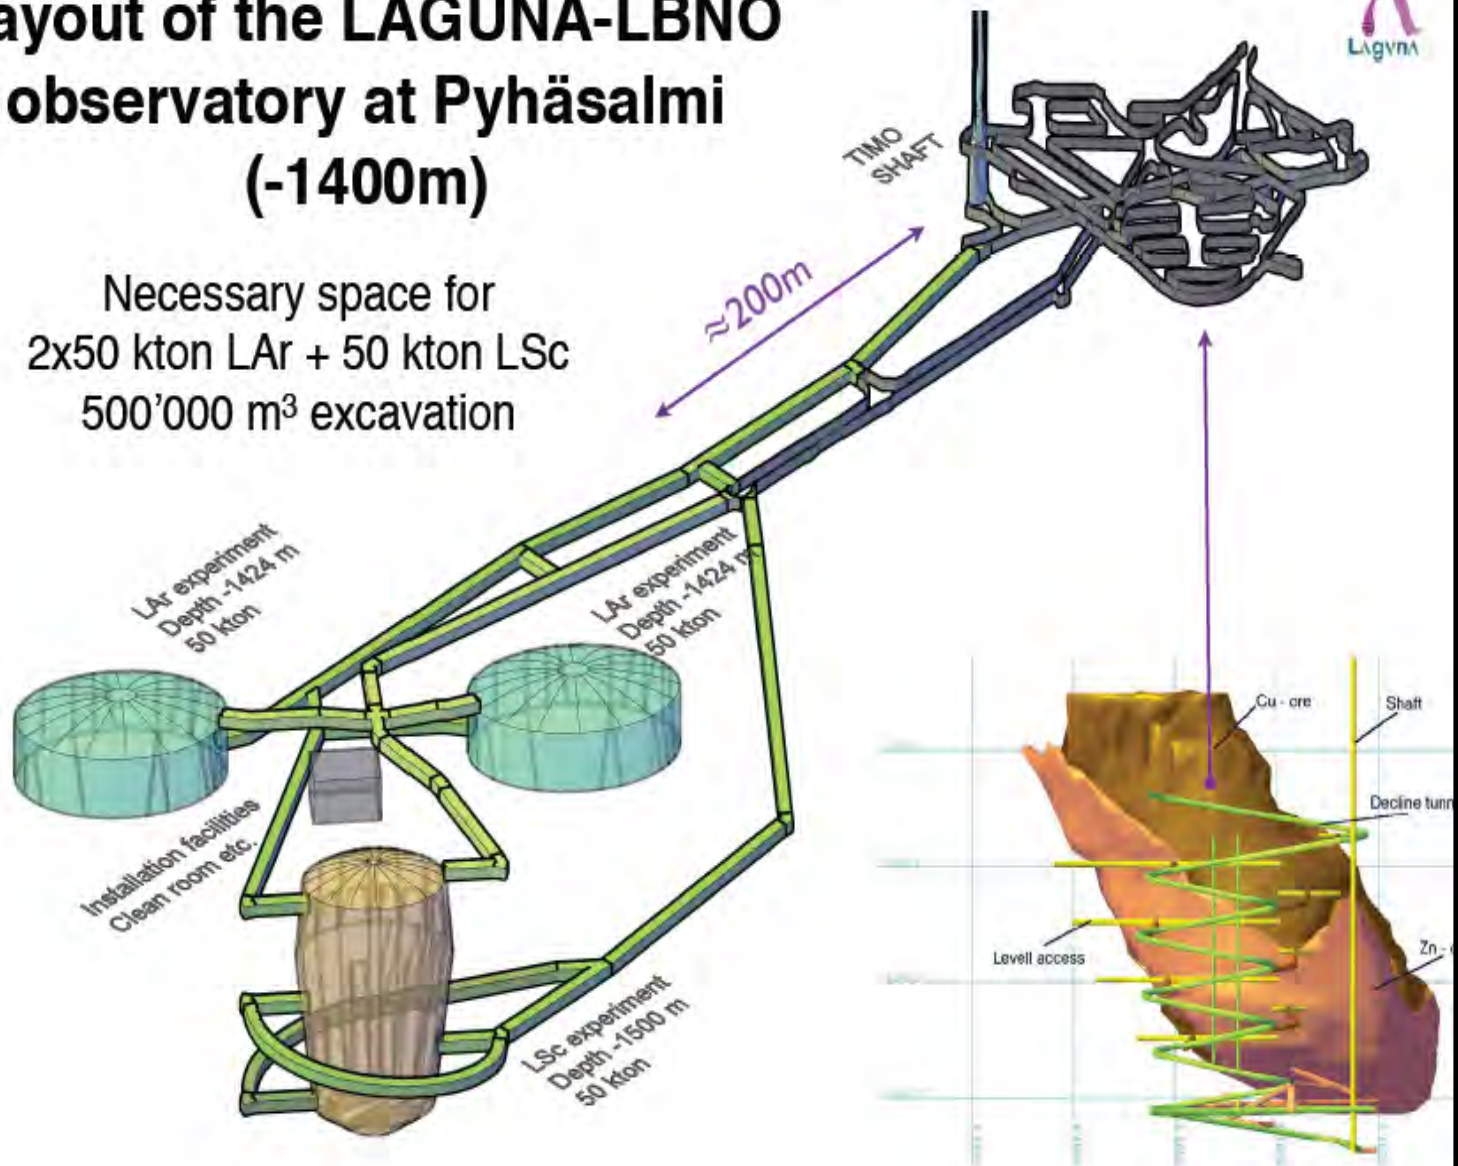 ayout of the LAGUNA-LBNO
observatory at Pyhäsalmi
(-1400m)
Necessary space for
2x50 kton LAr + 50 kton LSc
500’000 m³ excavation
Lagvna
TIMO
SHAFT
≈200m
LAr experiment
Depth -1424 m
50 kton
LAr experiment
Depth -1424 m
50 kton
Installation facilities
Clean room etc.
LSc experiment
Depth -1500 m
50 kton
Cu - ore
Shaft
Decline tunn
Levell access
Zn -